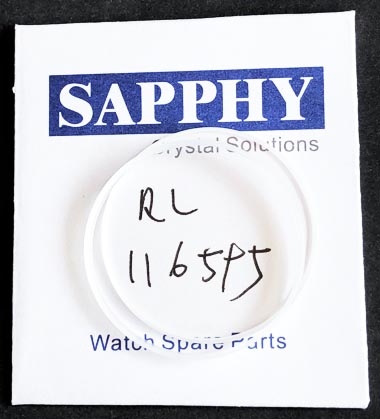 SAPPHY
Crystal Solutions
RL
116595
Watch Spare Parts